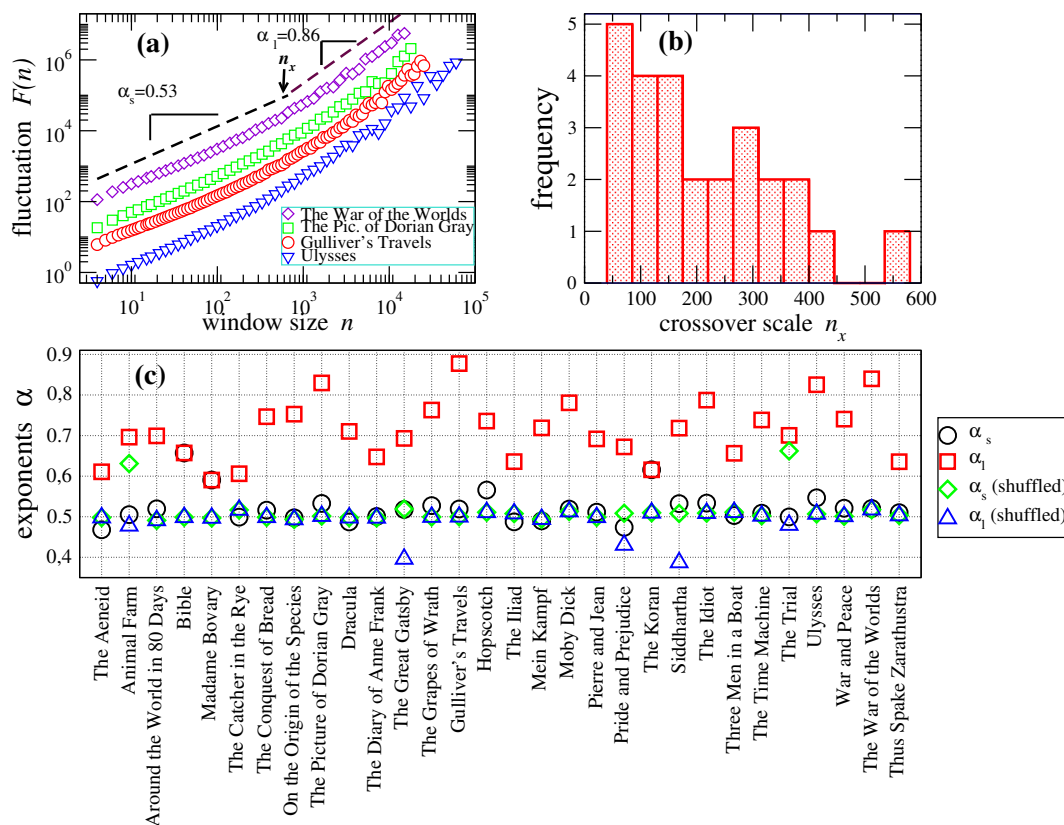 (a)
α_l=0.86
n_x
α_s=0.53
fluctuation F(n)
10^6
10^4
10^2
10^0
The War of the Worlds
The Pic. of Dorian Gray
Gulliver's Travels
Ulysses
10^1 10^2 10^3 10^4 10^5
window size n
(b)
frequency
5
4
3
2
1
0
0 100 200 300 400 500 600
crossover scale n_x
(c)
exponents α
0.9
0.8
0.7
0.6
0.5
0,4
α_s
α_l
α_s (shuffled)
α_l (shuffled)
The Aeneid
Animal Farm
Around the World in 80 Days
Bible
Madame Bovary
The Catcher in the Rye
The Conquest of Bread
On the Origin of the Species
The Picture of Dorian Gray
Dracula
The Diary of Anne Frank
The Great Gatsby
The Grapes of Wrath
Gulliver's Travels
Hopscotch
The Iliad
Mein Kampf
Moby Dick
Pierre and Jean
Pride and Prejudice
The Koran
Siddhartha
The Idiot
Three Men in a Boat
The Time Machine
The Trial
Ulysses
War and Peace
The War of the Worlds
Thus Spake Zarathustra